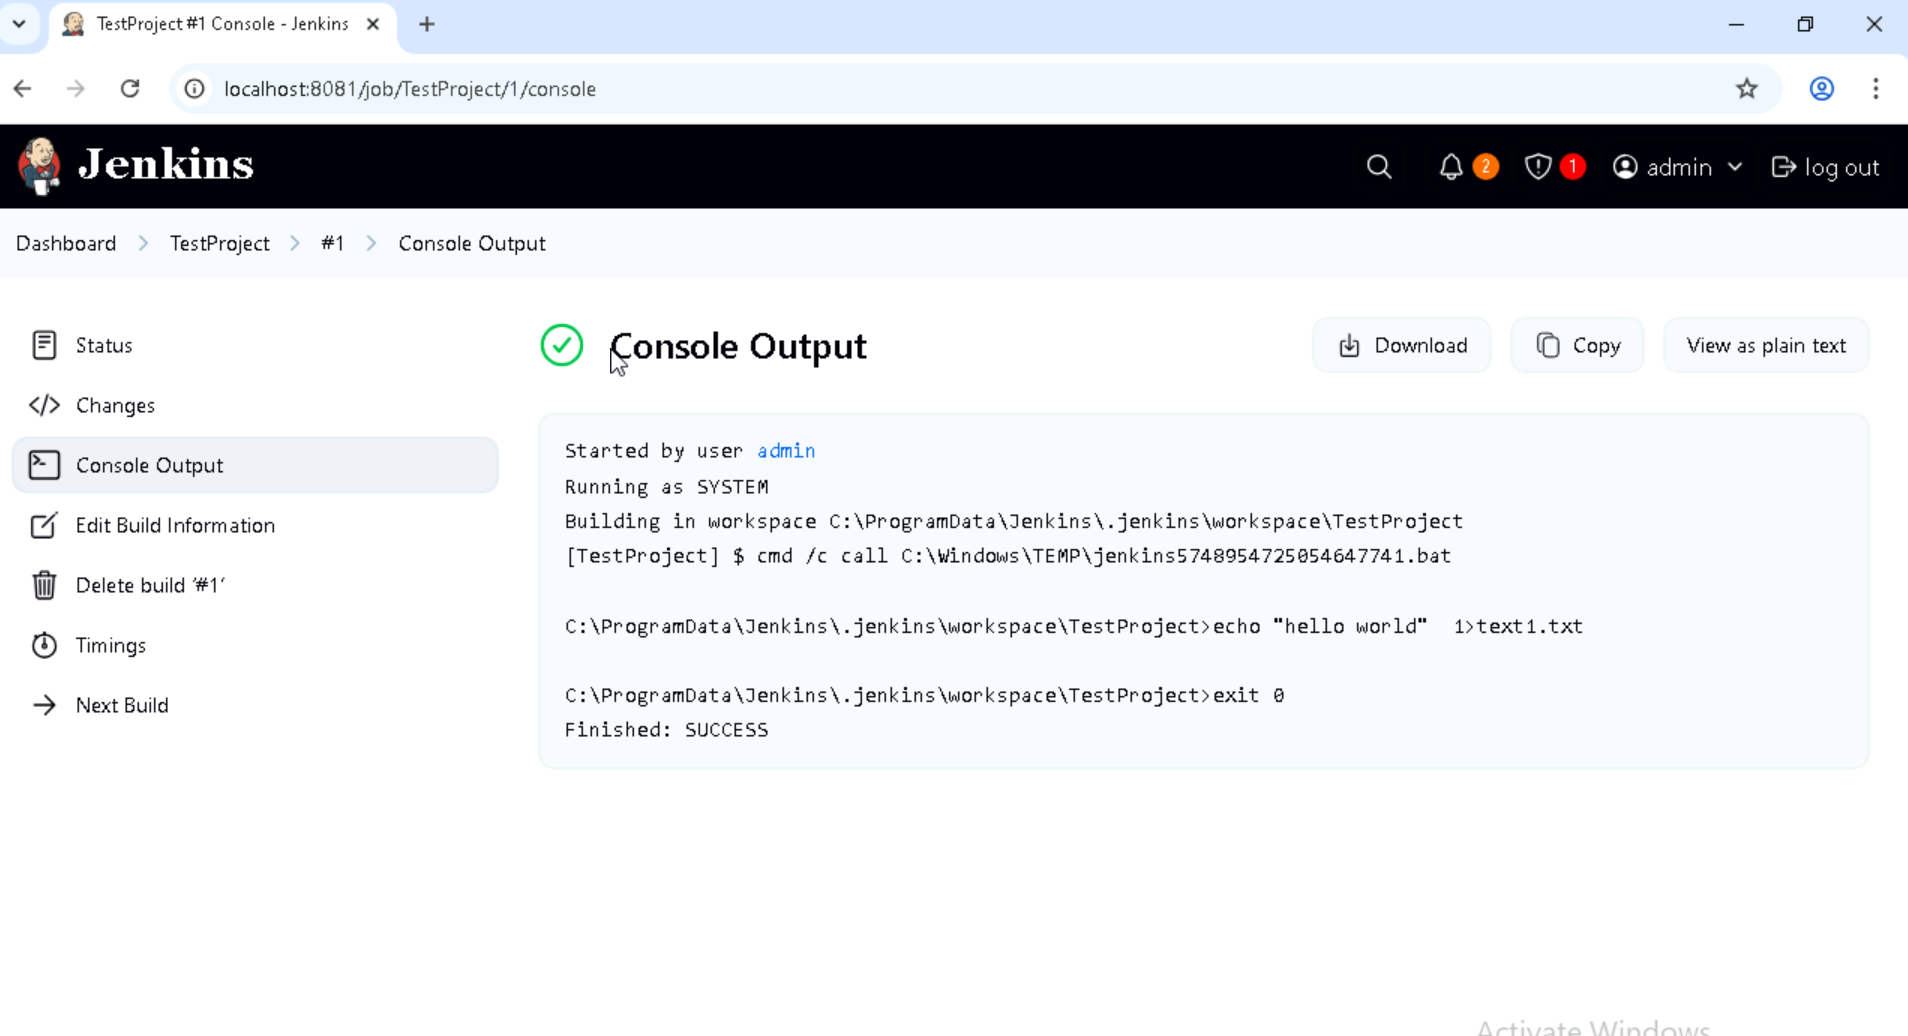 TestProject #1 Console - Jenkins
localhost:8081/job/TestProject/1/console
Jenkins
2
1
admin
log out
Dashboard
TestProject
#1
Console Output
Status
Changes
Console Output
Edit Build Information
Delete build ‘#1’
Timings
Next Build
Console Output
Download
Copy
View as plain text
Started by user admin
Running as SYSTEM
Building in workspace C:\ProgramData\Jenkins\.jenkins\workspace\TestProject
[TestProject] $ cmd /c call C:\Windows\TEMP\jenkins5748954725054647741.bat
C:\ProgramData\Jenkins\.jenkins\workspace\TestProject>echo "hello world"  1>text1.txt
C:\ProgramData\Jenkins\.jenkins\workspace\TestProject>exit 0
Finished: SUCCESS
Activate Windows